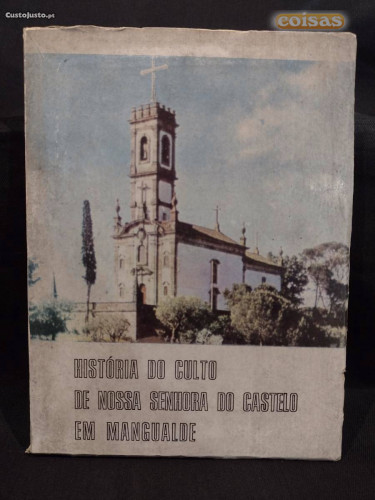 CustoJusto.pt
coisas
HISTÓRIA DO CULTO
DE NOSSA SENHORA DO CASTELO
EM MANGUALDE